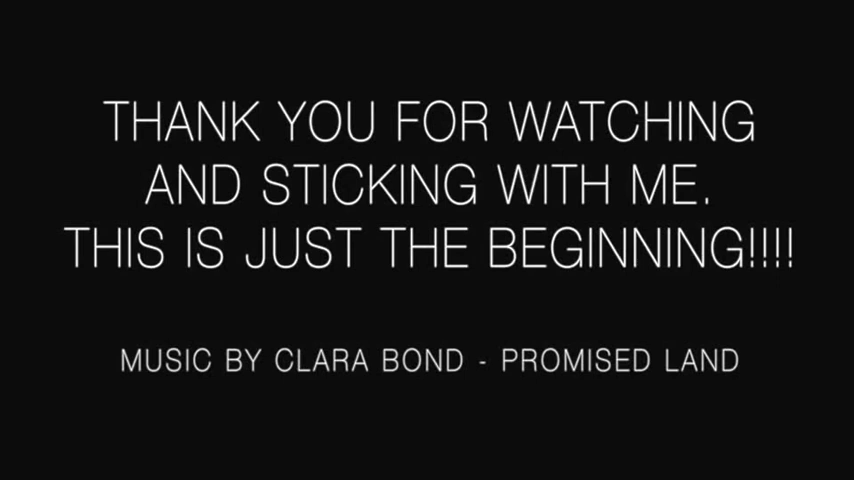 THANK YOU FOR WATCHING
AND STICKING WITH ME.
THIS IS JUST THE BEGINNING!!!!
MUSIC BY CLARA BOND - PROMISED LAND